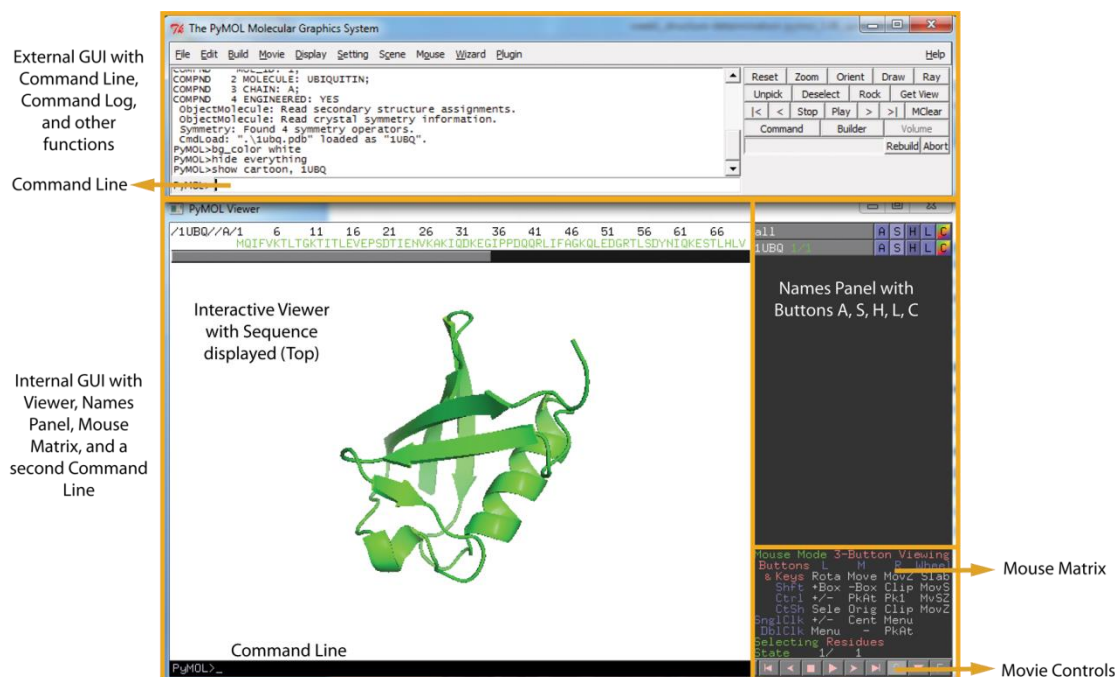 The PyMOL Molecular Graphics System
File Edit Build Movie Display Setting Scene Mouse Wizard Plugin Help
COMPND MOL_ID: 1;
COMPND 2 MOLECULE: UBIQUITIN;
COMPND 3 CHAIN: A;
COMPND 4 ENGINEERED: YES
ObjectMolecule: Read secondary structure assignments.
ObjectMolecule: Read crystal symmetry information.
Symmetry: Found 4 symmetry operators.
CmdLoad: ".\1ubq.pdb" loaded as "1UBQ".
PyMOL>bg_color white
PyMOL>hide everything
PyMOL>show cartoon, 1UBQ
PyMOL>
Reset Zoom Orient Draw Ray
Unpick Deselect Rock Get View
|< < Stop Play > >| MClear
Command Builder Volume
Rebuild Abort
External GUI with
Command Line,
Command Log,
and other
functions
Command Line
PyMOL Viewer
/1UBQ//A/1 6 11 16 21 26 31 36 41 46 51 56 61 66
MQIFVKTLTGKTITLEVEPSDTIENVKAKIQDKEGIPPDQQRLIFAGKQLEDGRTLSDYNIQKESTLHLV
all A S H L C
1UBQ 1/1 A S H L C
Interactive Viewer
with Sequence
displayed (Top)
Names Panel with
Buttons A, S, H, L, C
Internal GUI with
Viewer, Names
Panel, Mouse
Matrix, and a
second Command
Line
Mouse Mode 3-Button Viewing
Buttons L M R Wheel
& Keys Rota Move MovZ Slab
Shft +Box -Box Clip MovS
Ctrl +/- PkAt Pk1 MvSZ
CtSh Sele Orig Clip MovZ
SnglClk +/- Cent Menu
DblClk Menu - PkAt
Selecting Residues
State 1/ 1
Mouse Matrix
Command Line
PyMOL>_
Movie Controls